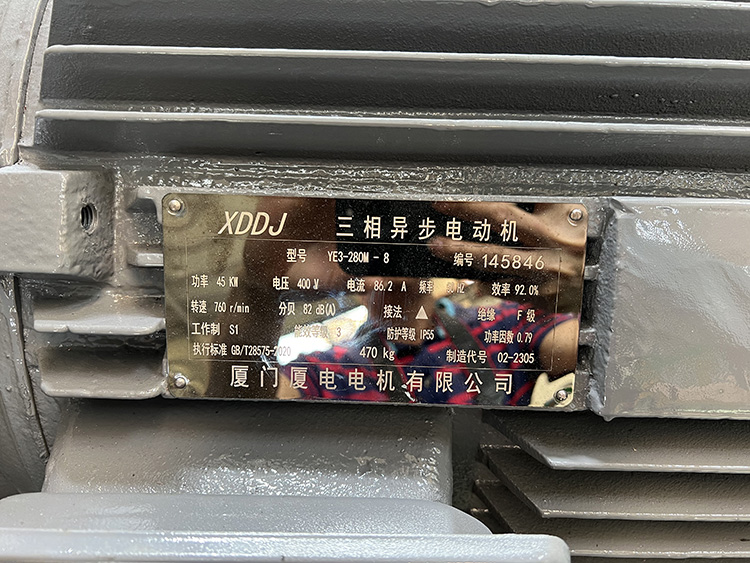 XDDJ 三相异步电动机
型号 YE3-280M-8 编号 145846
功率 45 KW 电压 400 V 电流 86.2 A 频率 HZ 效率 92.0%
转速 760 r/min 分贝 82 dB(A) 接法 △ 绝缘 F 级
工作制 S1 能效等级 3 防护等级 IP55 功率因数 0.79
执行标准 GB/T28575-2020 470 kg 制造代号 02-2305
厦门厦电电机有限公司